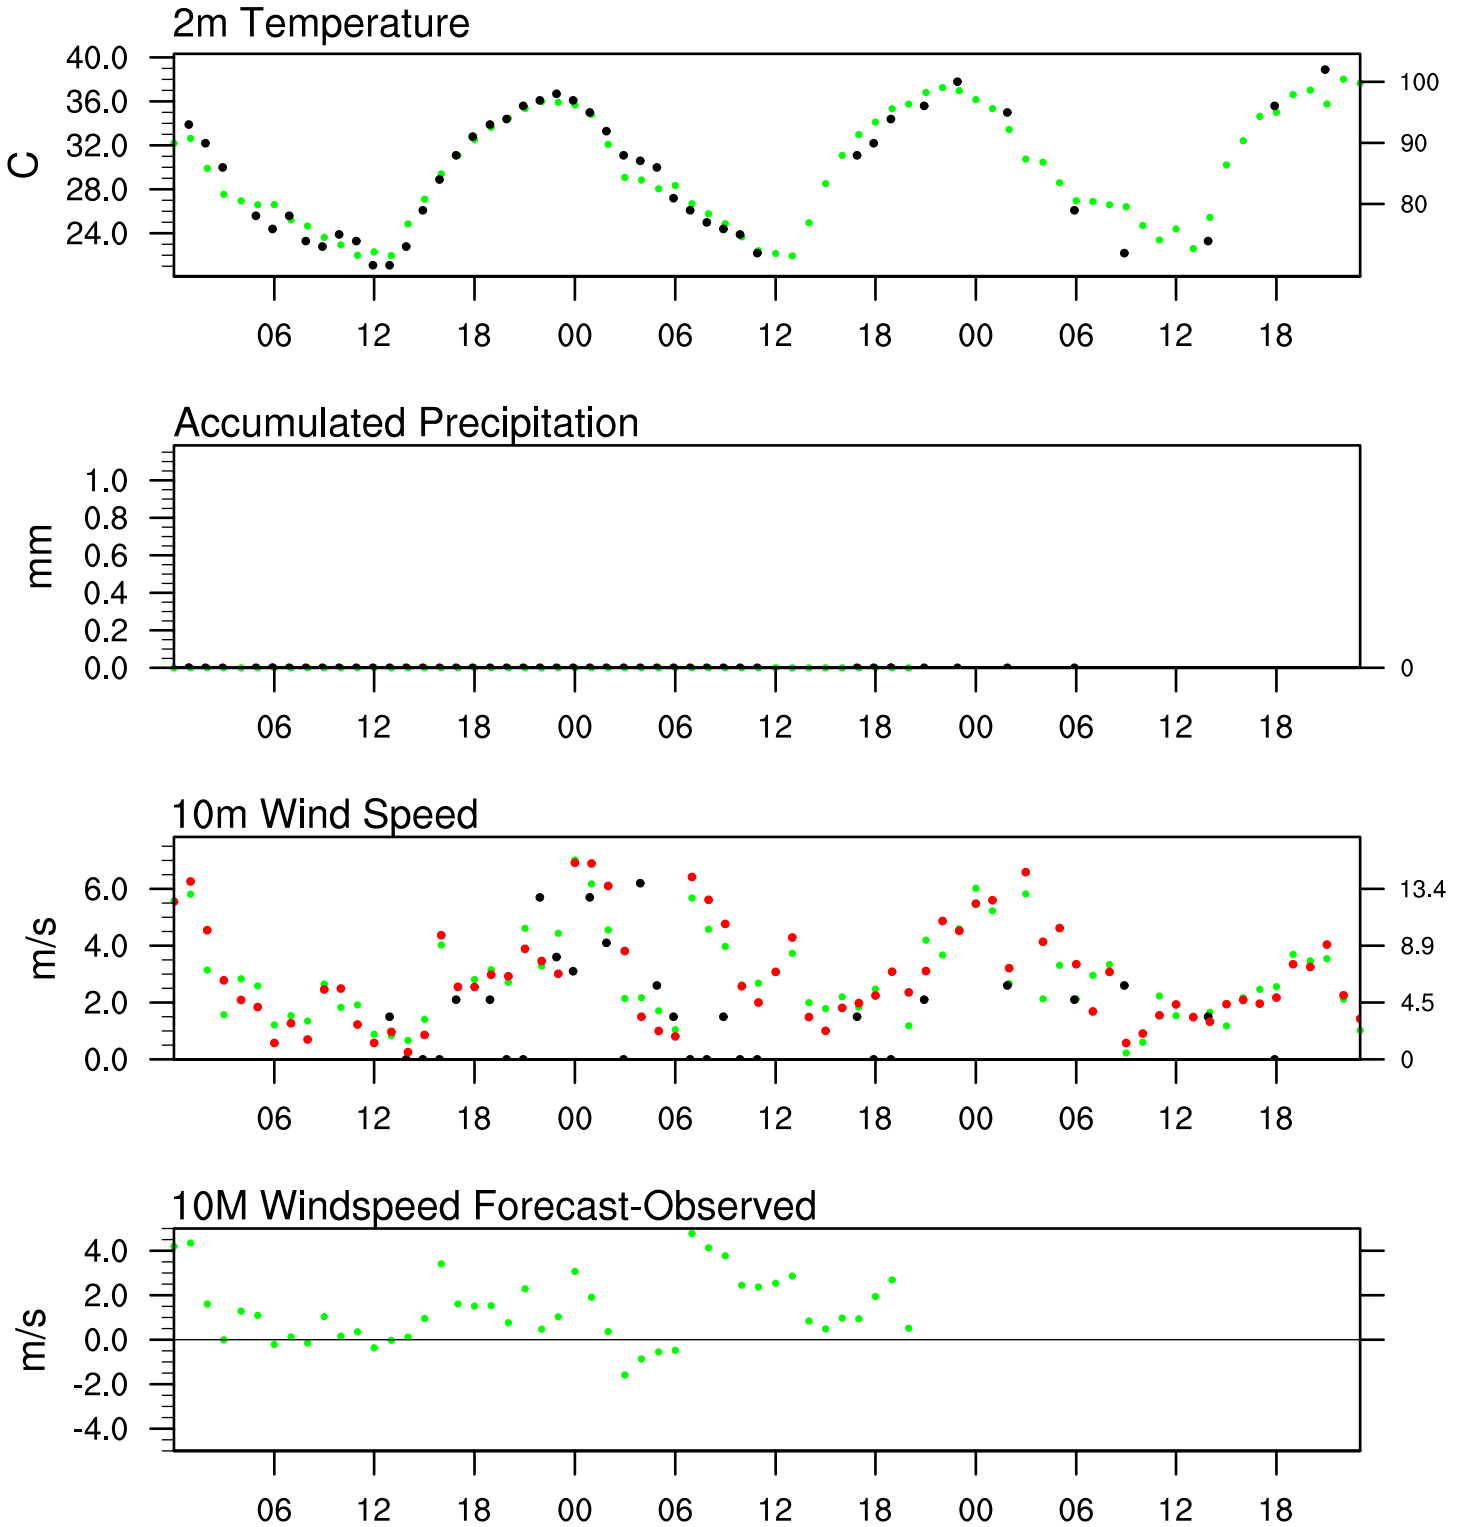 2m Temperature
40.0
36.0
32.0
28.0
24.0
C
100
90
80
06 12 18 00 06 12 18 00 06 12 18
Accumulated Precipitation
1.0
0.8
0.6
0.4
0.2
0.0
mm
0
06 12 18 00 06 12 18 00 06 12 18
10m Wind Speed
6.0
4.0
2.0
0.0
m/s
13.4
8.9
4.5
0
06 12 18 00 06 12 18 00 06 12 18
10M Windspeed Forecast-Observed
4.0
2.0
0.0
-2.0
-4.0
m/s
06 12 18 00 06 12 18 00 06 12 18